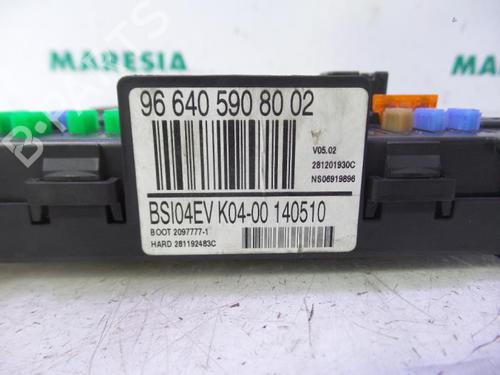 MARESIA
MARESIA
96 640 590 80 02
V05.02
281201930C
NS06919896
BSI04EV K04-00 140510
BOOT 2097777-1
HARD 281192483C